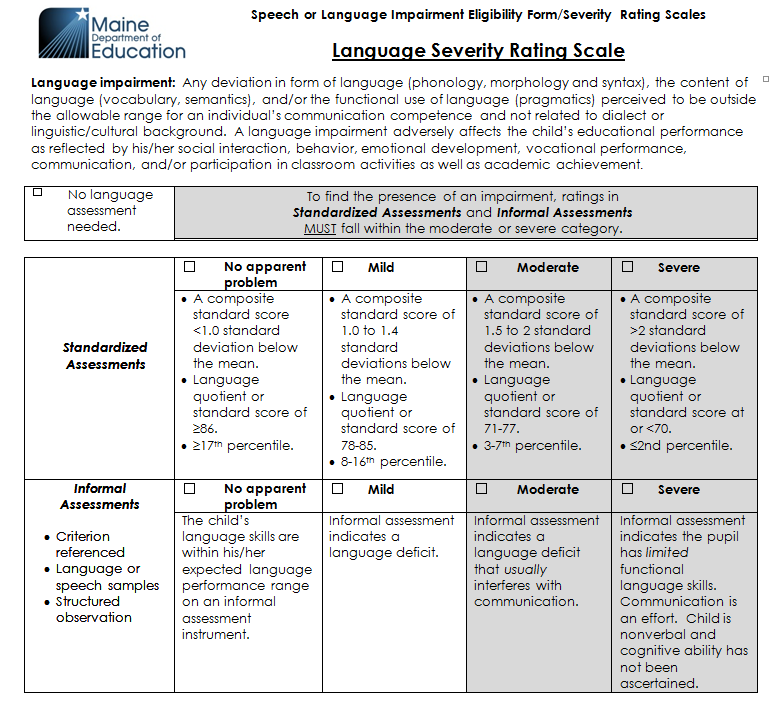 Maine
Department of
Education
Speech or Language Impairment Eligibility Form/Severity Rating Scales
Language Severity Rating Scale
Language impairment: Any deviation in form of language (phonology, morphology and syntax), the content of
language (vocabulary, semantics), and/or the functional use of language (pragmatics) perceived to be outside
the allowable range for an individual's communication competence and not related to dialect or
linguistic/cultural background. A language impairment adversely affects the child's educational performance
as reflected by his/her social interaction, behavior, emotional development, vocational performance,
communication, and/or participation in classroom activities as well as academic achievement.
☐ No language
assessment
needed.
To find the presence of an impairment, ratings in
Standardized Assessments and Informal Assessments
MUST fall within the moderate or severe category.
Standardized
Assessments
☐ No apparent
problem
• A composite
standard score
<1.0 standard
deviation below
the mean.
• Language
quotient or
standard score of
≥86.
• ≥17th percentile.
☐ Mild
• A composite
standard score of
1.0 to 1.4
standard
deviations below
the mean.
• Language
quotient or
standard score of
78-85.
• 8-16th percentile.
☐ Moderate
• A composite
standard score of
1.5 to 2 standard
deviations below
the mean.
• Language
quotient or
standard score of
71-77.
• 3-7th percentile.
☐ Severe
• A composite
standard score of
>2 standard
deviations below
the mean.
• Language
quotient or
standard score at
or <70.
• ≤2nd percentile.
Informal
Assessments
• Criterion
referenced
• Language or
speech samples
• Structured
observation
☐ No apparent
problem
The child's
language skills are
within his/her
expected language
performance range
on an informal
assessment
instrument.
☐ Mild
Informal assessment
indicates a
language deficit.
☐ Moderate
Informal assessment
indicates a
language deficit
that usually
interferes with
communication.
☐ Severe
Informal assessment
indicates the pupil
has limited
functional
language skills.
Communication is
an effort. Child is
nonverbal and
cognitive ability has
not been
ascertained.